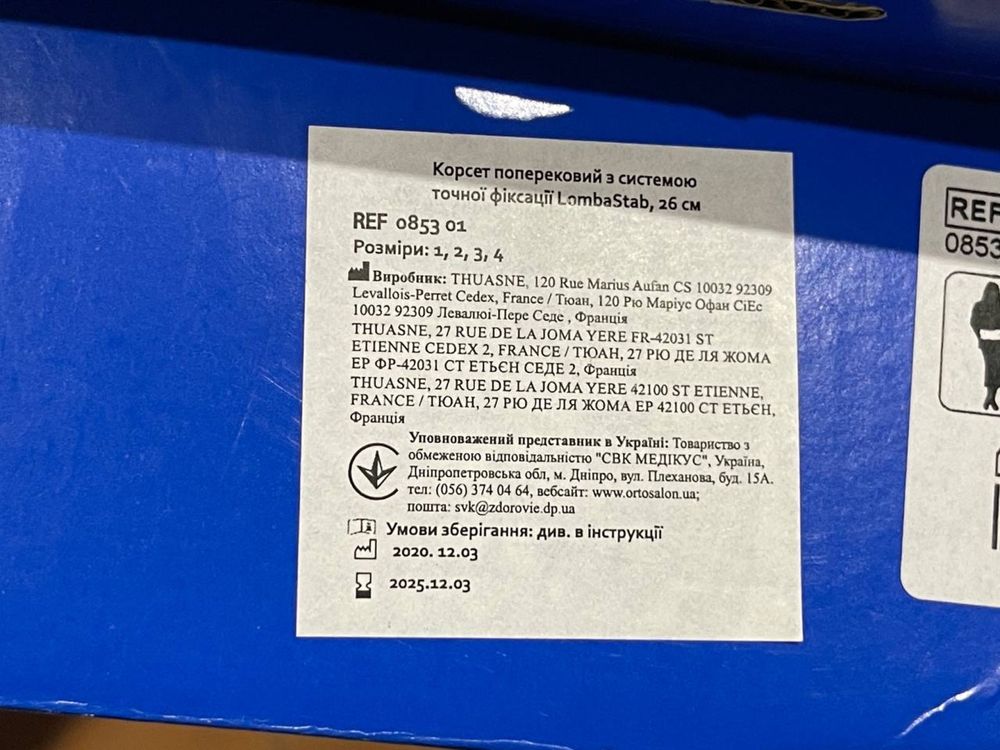 Корсет поперековий з системою
точної фіксації LombaStab, 26 см
REF 0853 01
Розміри: 1, 2, 3, 4
Виробник: THUASNE, 120 Rue Marius Aufan CS 10032 92309
Levallois-Perret Cedex, France / Тюан, 120 Рю Маріус Офан СіЕс
10032 92309 Левалюі-Пере Седе , Франція
THUASNE, 27 RUE DE LA JOMA YERE FR-42031 ST
ETIENNE CEDEX 2, FRANCE / ТЮАН, 27 РЮ ДЕ ЛЯ ЖОМА
ЕР ФР-42031 СТ ЕТЬЄН СЕДЕ 2, Франція
THUASNE, 27 RUE DE LA JOMA YERE 42100 ST ETIENNE,
FRANCE / ТЮАН, 27 РЮ ДЕ ЛЯ ЖОМА ЕР 42100 СТ ЕТЬЄН,
Франція
Уповноважений представник в Україні: Товариство з
обмеженою відповідальністю "СВК МЕДІКУС", Україна,
Дніпропетровська обл, м. Дніпро, вул. Плеханова, буд. 15А.
тел: (056) 374 04 64, вебсайт: www.ortosalon.ua;
пошта: svk@zdorovie.dp.ua
Умови зберігання: див. в інструкції
2020. 12.03
2025.12.03
REF
0853